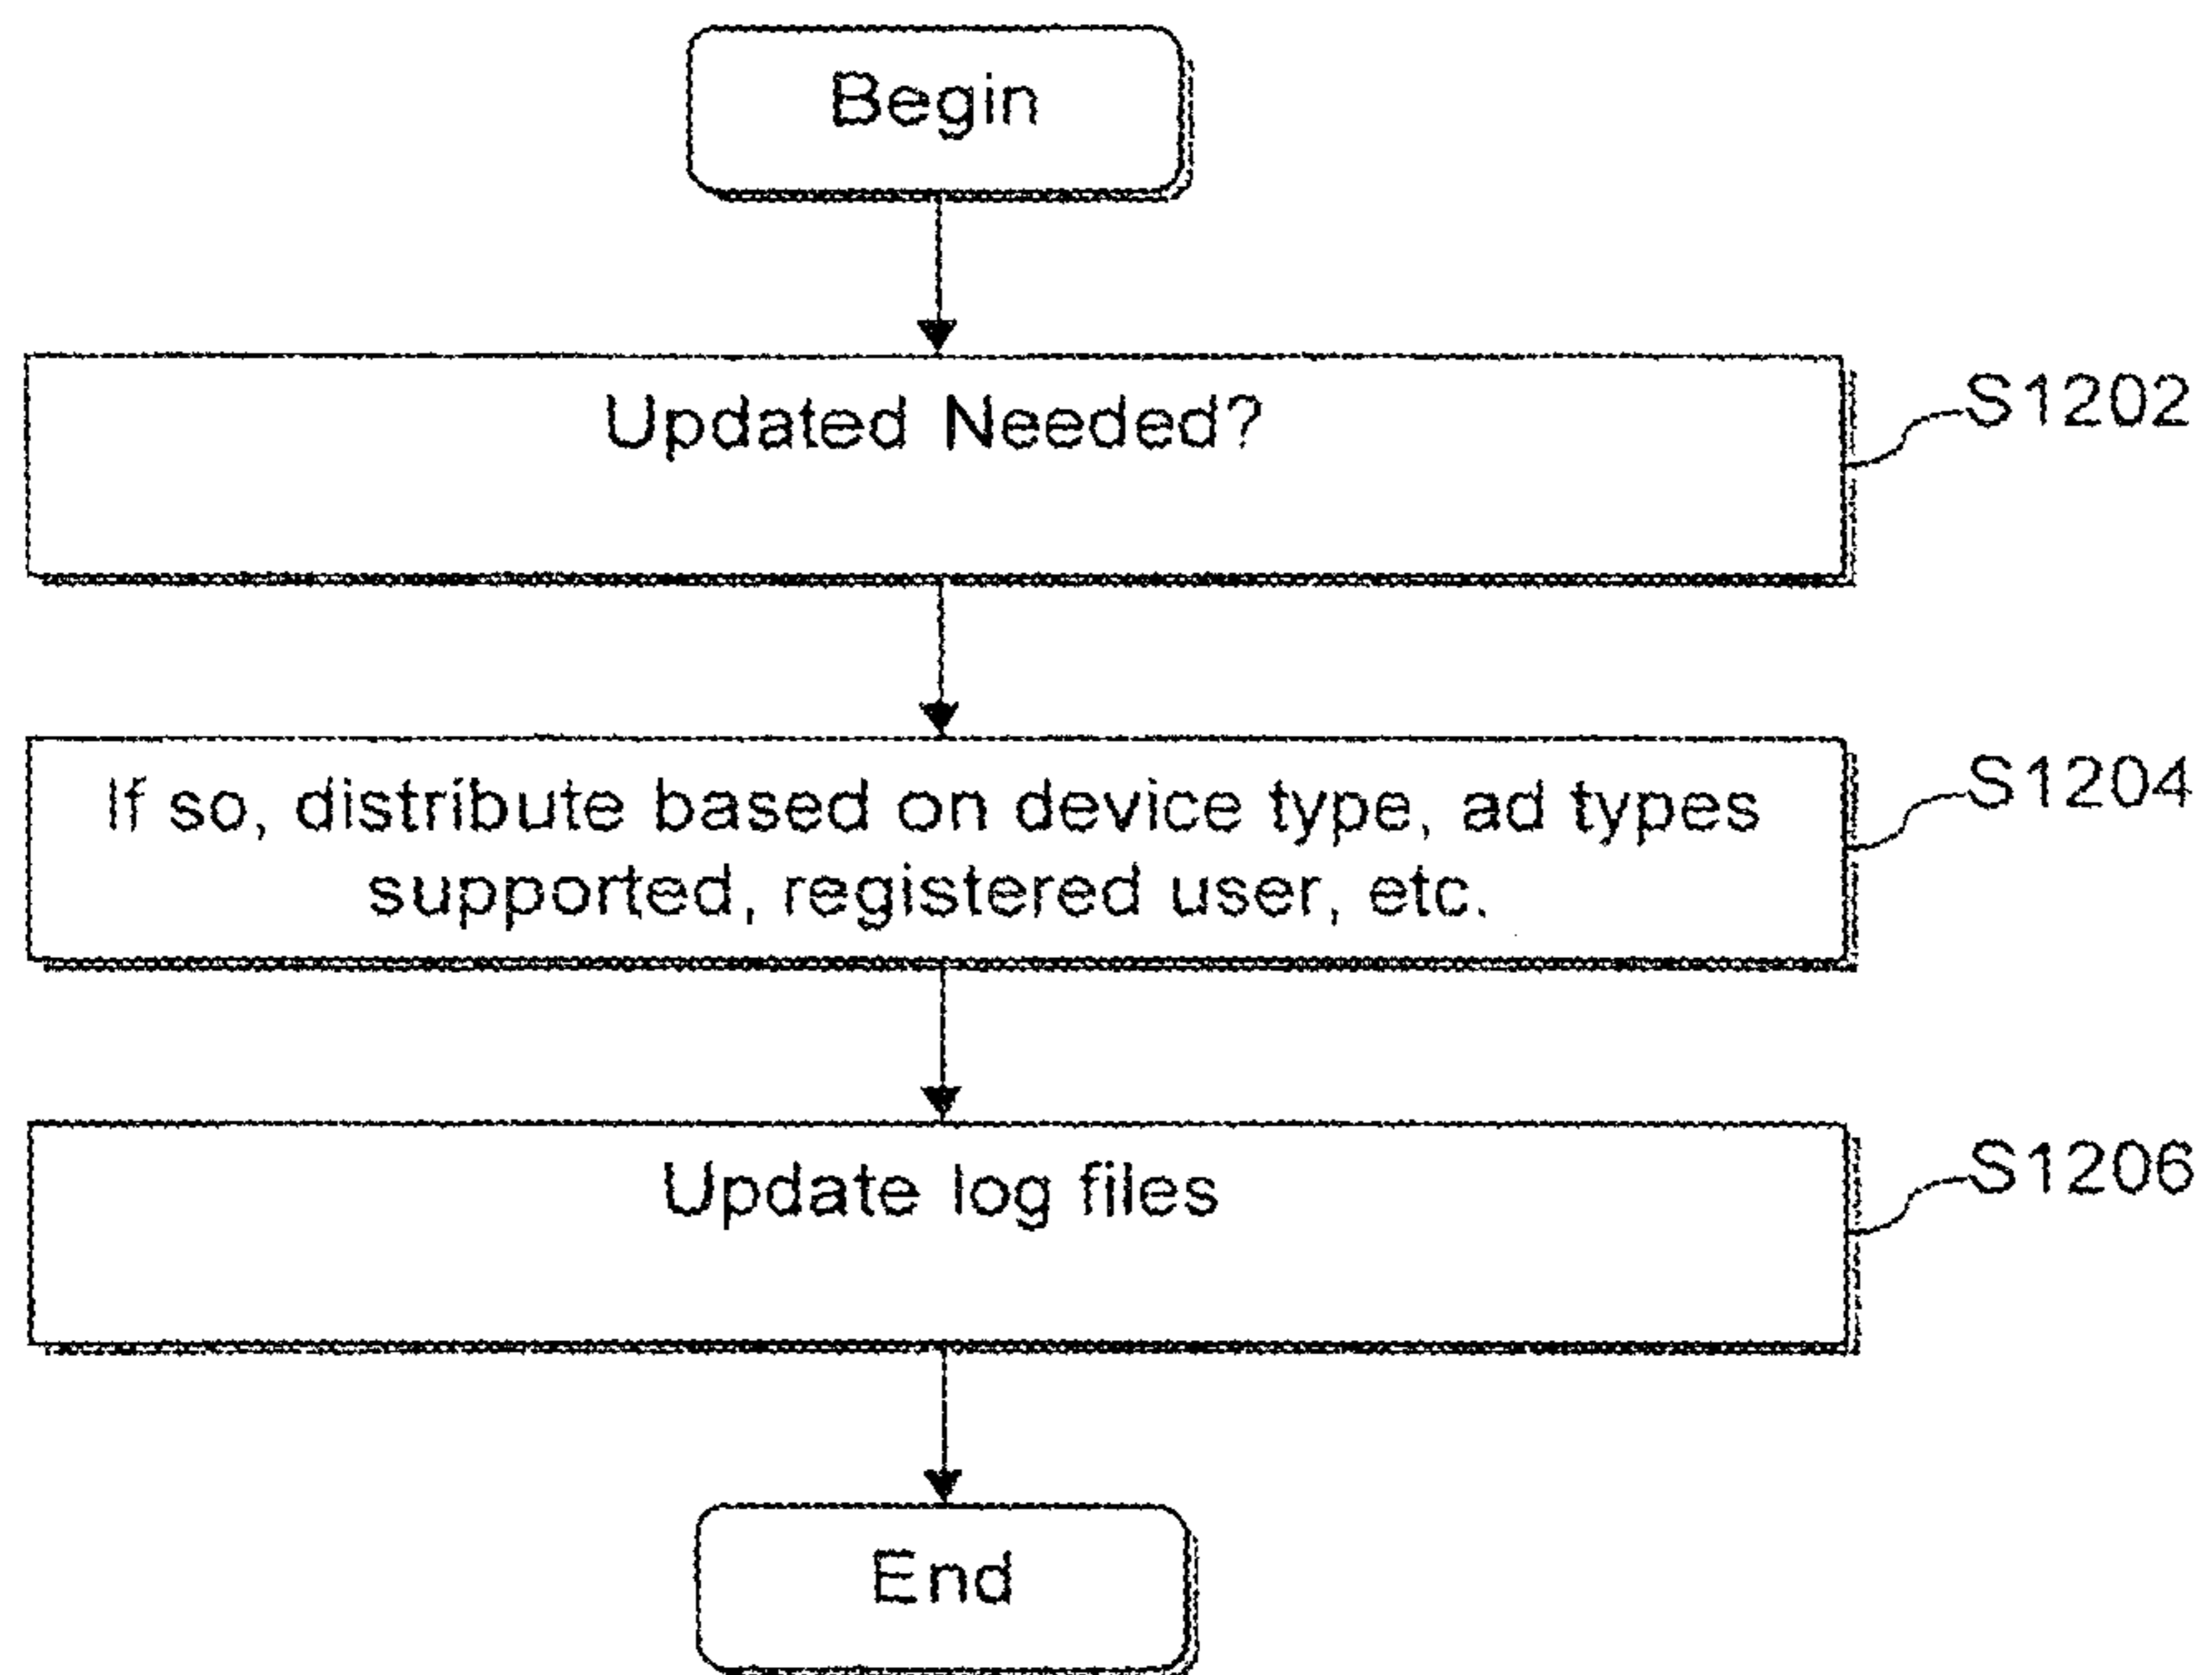 Begin
Updated Needed?
S1202
If so, distribute based on device type, ad types
supported, registered user, etc.
S1204
Update log files
S1206
End